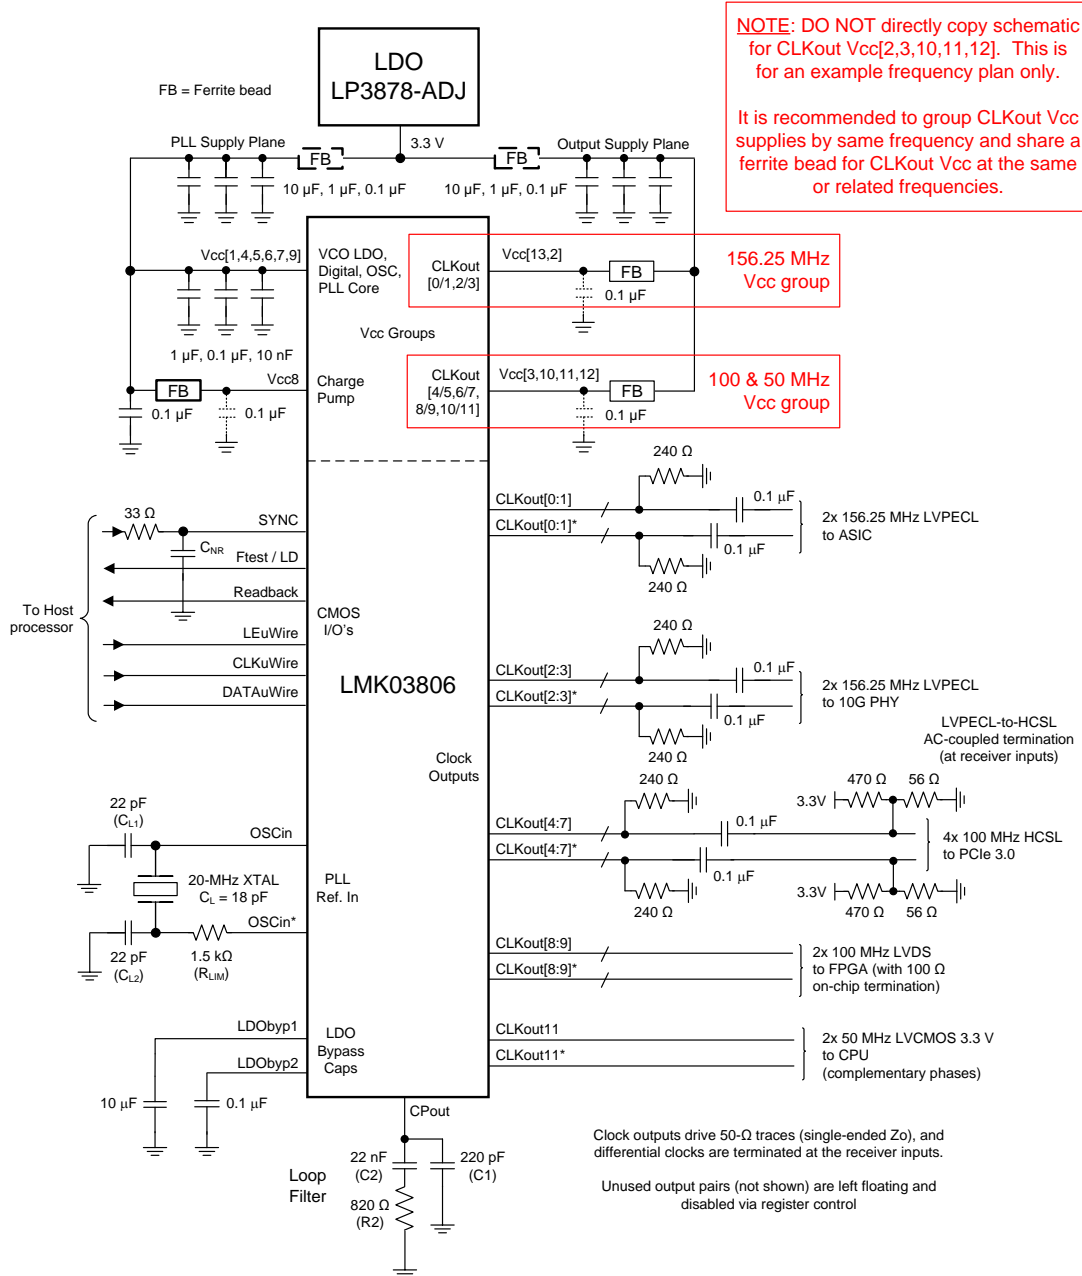 NOTE: DO NOT directly copy schematic
for CLKout Vcc[2,3,10,11,12].  This is
for an example frequency plan only.
It is recommended to group CLKout Vcc
supplies by same frequency and share a
ferrite bead for CLKout Vcc at the same
or related frequencies.
LDO
LP3878-ADJ
FB = Ferrite bead
3.3 V
PLL Supply Plane
FB
FB
Output Supply Plane
10 µF, 1 µF, 0.1 µF
10 µF, 1 µF, 0.1 µF
Vcc[1,4,5,6,7,9]
VCO LDO,
Digital, OSC,
PLL Core
CLKout
[0/1,2/3]
Vcc[13,2]
FB
0.1 µF
156.25 MHz
Vcc group
1 µF, 0.1 µF, 10 nF
Vcc Groups
Vcc8
FB
0.1 µF
0.1 µF
Charge
Pump
CLKout
[4/5,6/7,
8/9,10/11]
Vcc[3,10,11,12]
FB
0.1 µF
100 & 50 MHz
Vcc group
To Host
processor
33 Ω
SYNC
CNR
Ftest / LD
Readback
LEuWire
CLKuWire
DATAuWire
CMOS
I/O's
LMK03806
Clock
Outputs
240 Ω
CLKout[0:1]
0.1 µF
CLKout[0:1]*
0.1 µF
240 Ω
2x 156.25 MHz LVPECL
to ASIC
240 Ω
CLKout[2:3]
0.1 µF
CLKout[2:3]*
0.1 µF
240 Ω
2x 156.25 MHz LVPECL
to 10G PHY
LVPECL-to-HCSL
AC-coupled termination
(at receiver inputs)
240 Ω
470 Ω
56 Ω
3.3V
CLKout[4:7]
0.1 µF
CLKout[4:7]*
0.1 µF
240 Ω
3.3V
470 Ω
56 Ω
4x 100 MHz HCSL
to PCIe 3.0
22 pF
(CL1)
OSCin
20-MHz XTAL
CL = 18 pF
PLL
Ref. In
OSCin*
22 pF
(CL2)
1.5 kΩ
(RLIM)
CLKout[8:9]
CLKout[8:9]*
2x 100 MHz LVDS
to FPGA (with 100 Ω
on-chip termination)
LDObyp1
LDObyp2
LDO
Bypass
Caps
10 µF
0.1 µF
CLKout11
CLKout11*
2x 50 MHz LVCMOS 3.3 V
to CPU
(complementary phases)
CPout
Loop
Filter
22 nF
(C2)
220 pF
(C1)
820 Ω
(R2)
Clock outputs drive 50-Ω traces (single-ended Zo), and
differential clocks are terminated at the receiver inputs.
Unused output pairs (not shown) are left floating and
disabled via register control